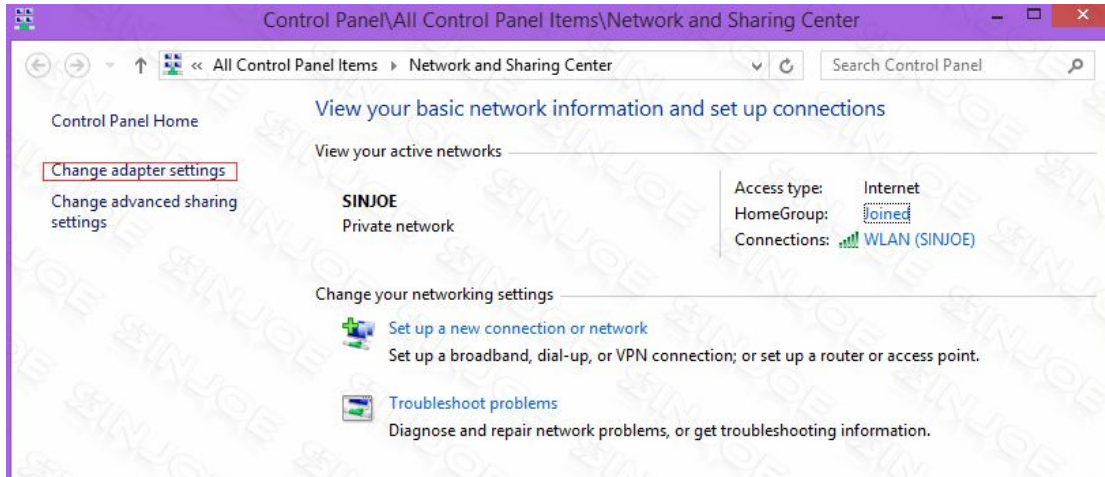 Control Panel\All Control Panel Items\Network and Sharing Center
« All Control Panel Items ▸ Network and Sharing Center
Search Control Panel
Control Panel Home
Change adapter settings
Change advanced sharing
settings
View your basic network information and set up connections
View your active networks
SINJOE
Private network
Access type: Internet
HomeGroup: Joined
Connections: WLAN (SINJOE)
Change your networking settings
Set up a new connection or network
Set up a broadband, dial-up, or VPN connection; or set up a router or access point.
Troubleshoot problems
Diagnose and repair network problems, or get troubleshooting information.
SINJOE